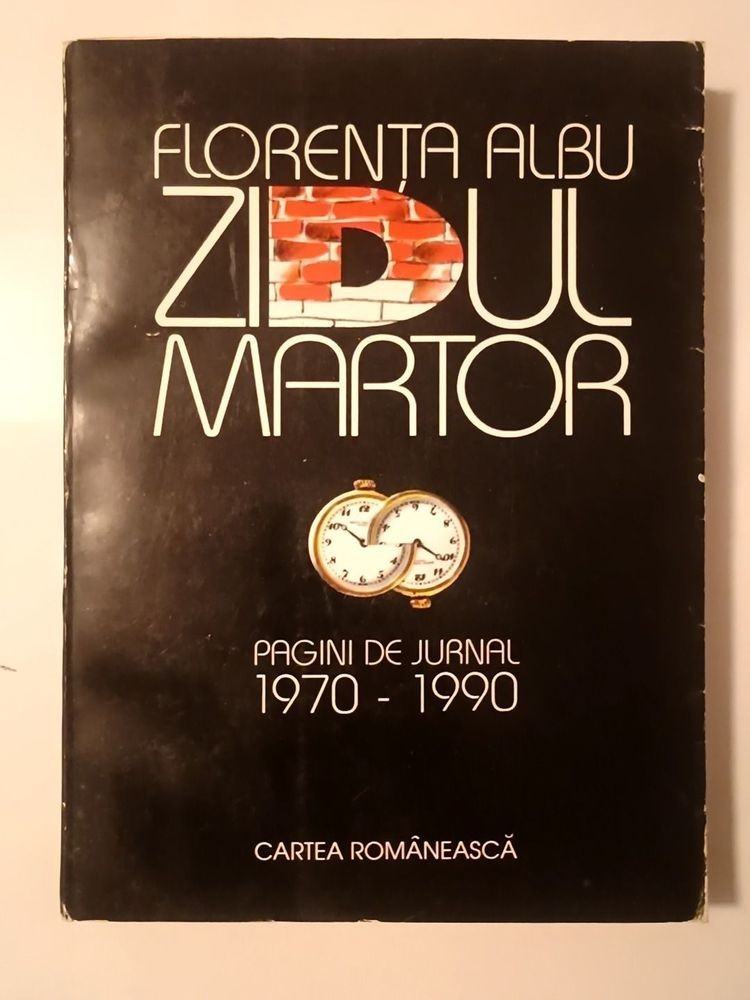 FLORENȚA ALBU
ZIDUL
MARTOR
PAGINI DE JURNAL
1970 - 1990
CARTEA ROMÂNEASCĂ